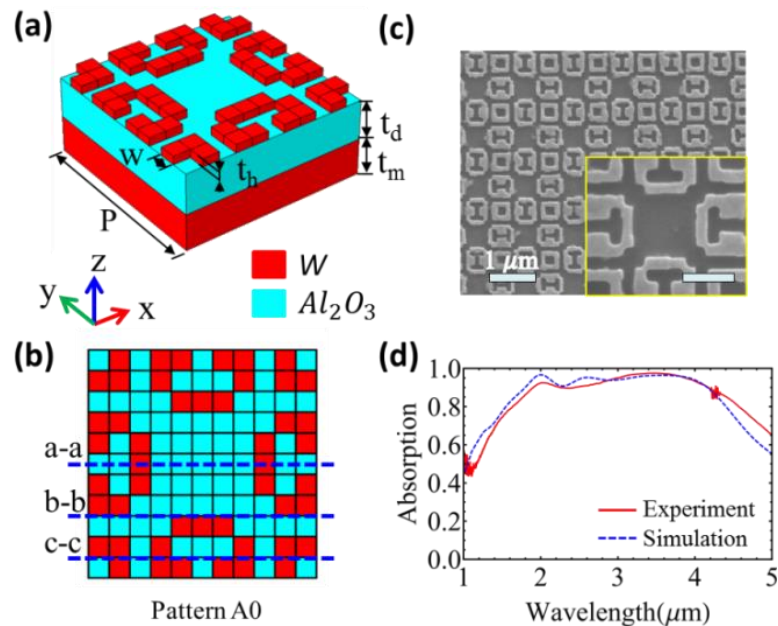 (a)
w
t_h
t_d
t_m
P
z
y
x
W
Al₂O₃
(b)
a-a
b-b
c-c
Pattern A0
(c)
1 μm
(d)
Absorption
1.0
0.8
0.6
0.4
0.2
0.0
Experiment
Simulation
1 2 3 4 5
Wavelength(μm)